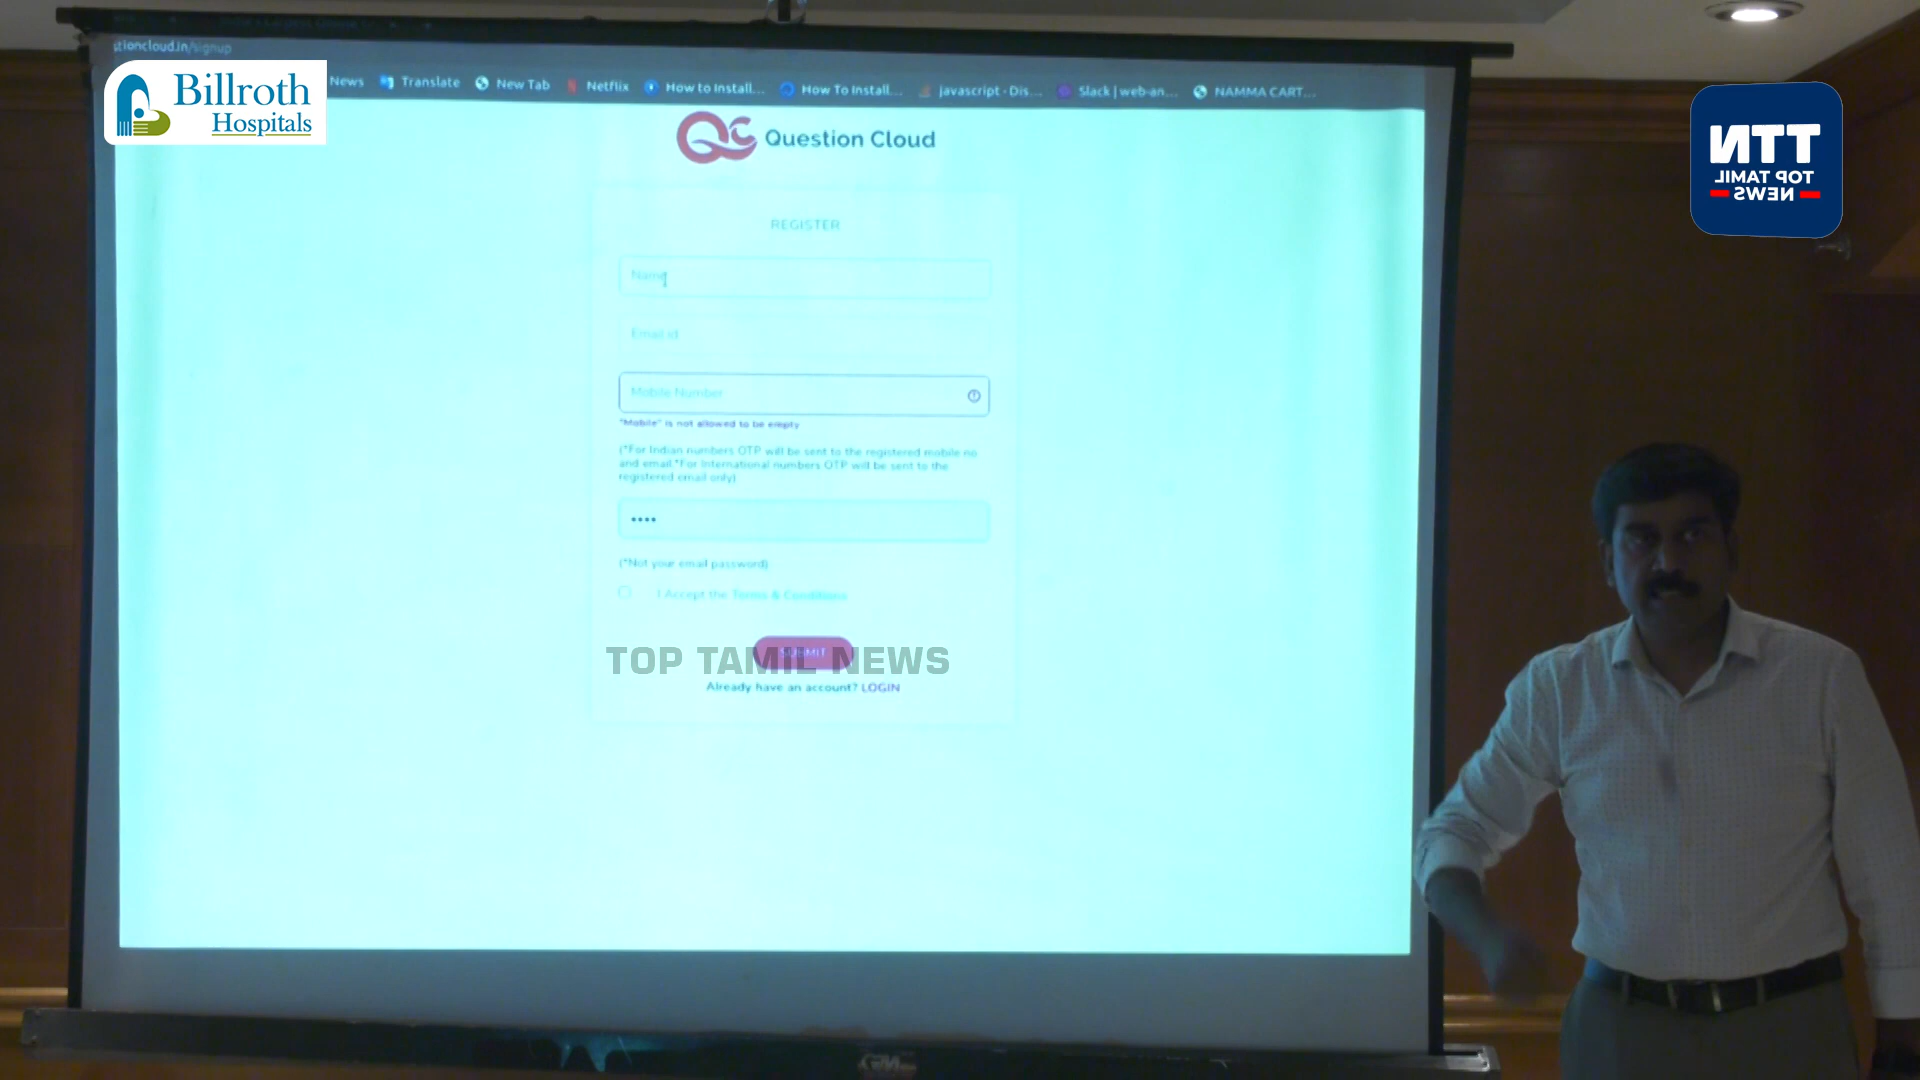 stioncloud.in/signup
Billroth
Hospitals
News Translate New Tab Netflix How to Install... How To Install... javascript - Dis... Slack | web-an... NAMMA CART...
NTT
TOP TAMIL
NEWS
QC Question Cloud
REGISTER
Name
Email id
Mobile Number
"Mobile" is not allowed to be empty
(*For Indian numbers OTP will be sent to the registered mobile no
and email *For International numbers OTP will be sent to the
registered email only)
••••
(*Not your email password)
I Accept the Terms & Conditions
SUBMIT
TOP TAMIL NEWS
Already have an account? LOGIN